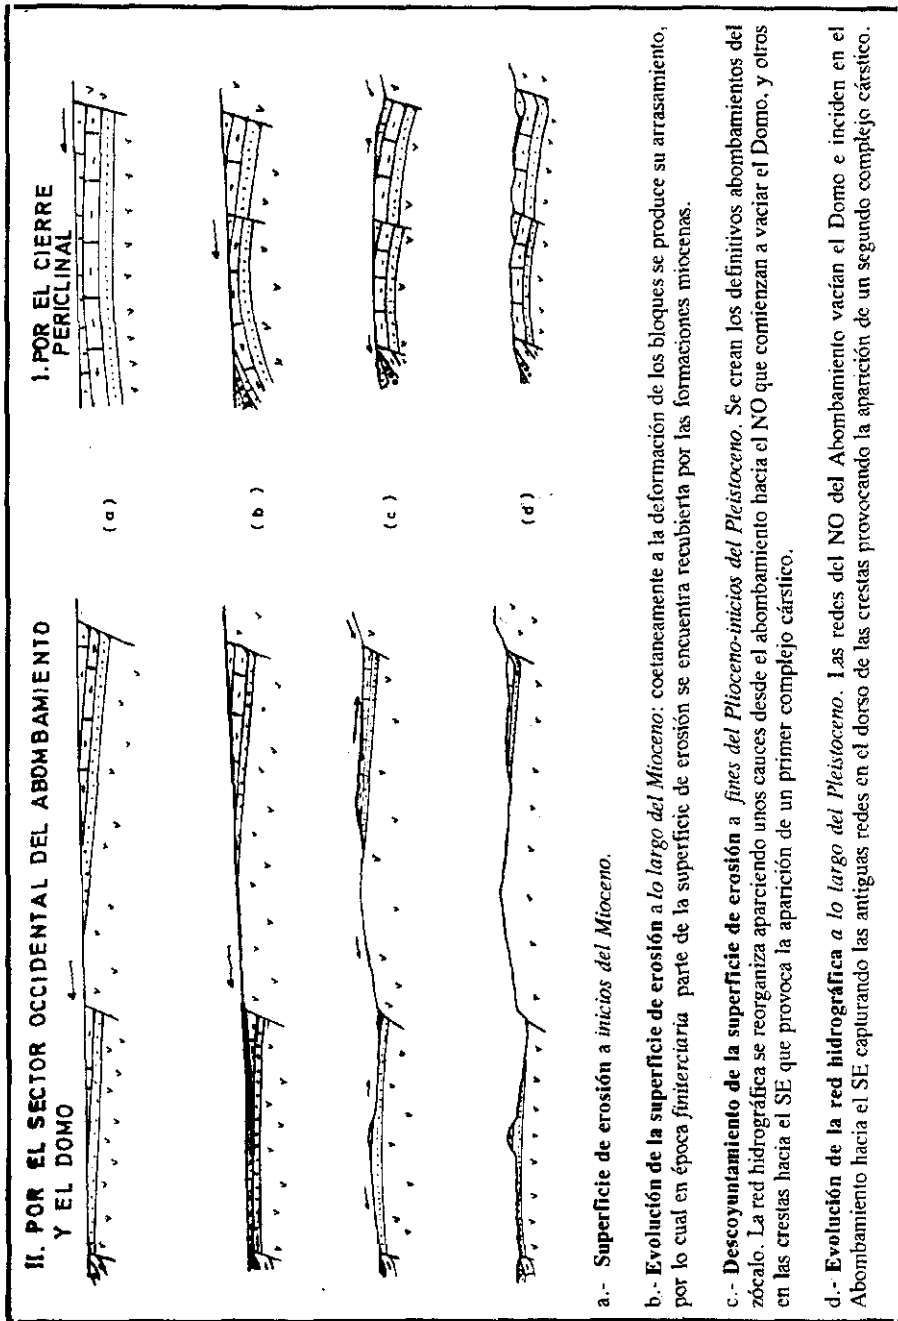 II. POR EL SECTOR OCCIDENTAL DEL ABOMBAMIENTO
Y EL DOMO
I. POR EL CIERRE
PERICLINAL
(a)
(b)
(c)
(d)
a.- Superficie de erosión a inicios del Mioceno.
b.- Evolución de la superficie de erosión a lo largo del Mioceno: coetaneamente a la deformación de los bloques se produce su arrasamiento,
por lo cual en época finiterciaria parte de la superficie de erosión se encuentra recubierta por las formaciones miocenas.
c.- Descoyuntamiento de la superficie de erosión a fines del Plioceno-inicios del Pleistoceno. Se crean los definitivos abombamientos del
zócalo. La red hidrográfica se reorganiza aparciendo unos cauces desde el abombamiento hacia el NO que comienzan a vaciar el Domo, y otros
en las crestas hacia el SE que provoca la aparición de un primer complejo cárstico.
d.- Evolución de la red hidrográfica a lo largo del Pleistoceno. Las redes del NO del Abombamiento vacían el Domo e inciden en el
Abombamiento hacia el SE capturando las antiguas redes en el dorso de las crestas provocando la aparición de un segundo complejo cárstico.